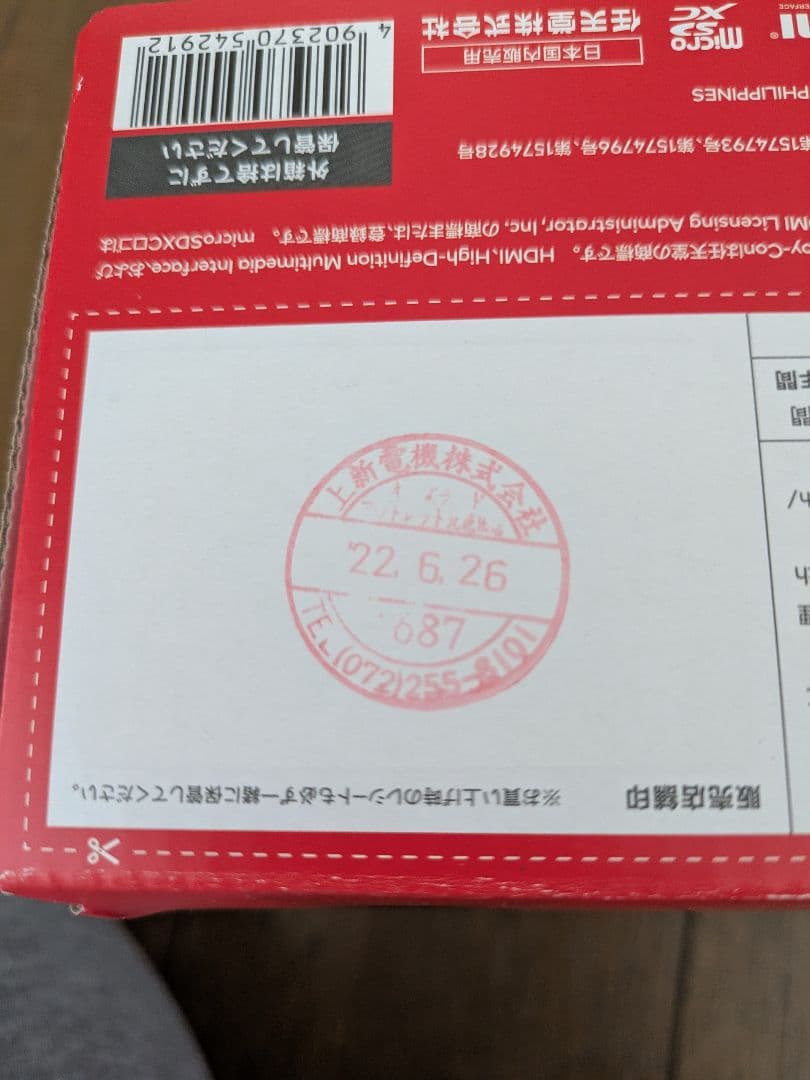 任天堂株式会社
日本国内販売用
micro SD XC
PHILIPPINES
4 902370 542912
外箱は捨てずに
保管してください
第1574793号、第1574796号、第1574928号
oy-Conは任天堂の商標です。 HDMI、High-Definition Multimedia Interface、および
MI Licensing Administrator, Inc. の商標または、登録商標です。 microSDXCロゴは
年間
間
h/
理
販売店舗印
※お買い上げ時のレシートも必ず一緒に保管してください。
上新電機株式会社
'22. 6. 26
687
TEL(072)255-8101